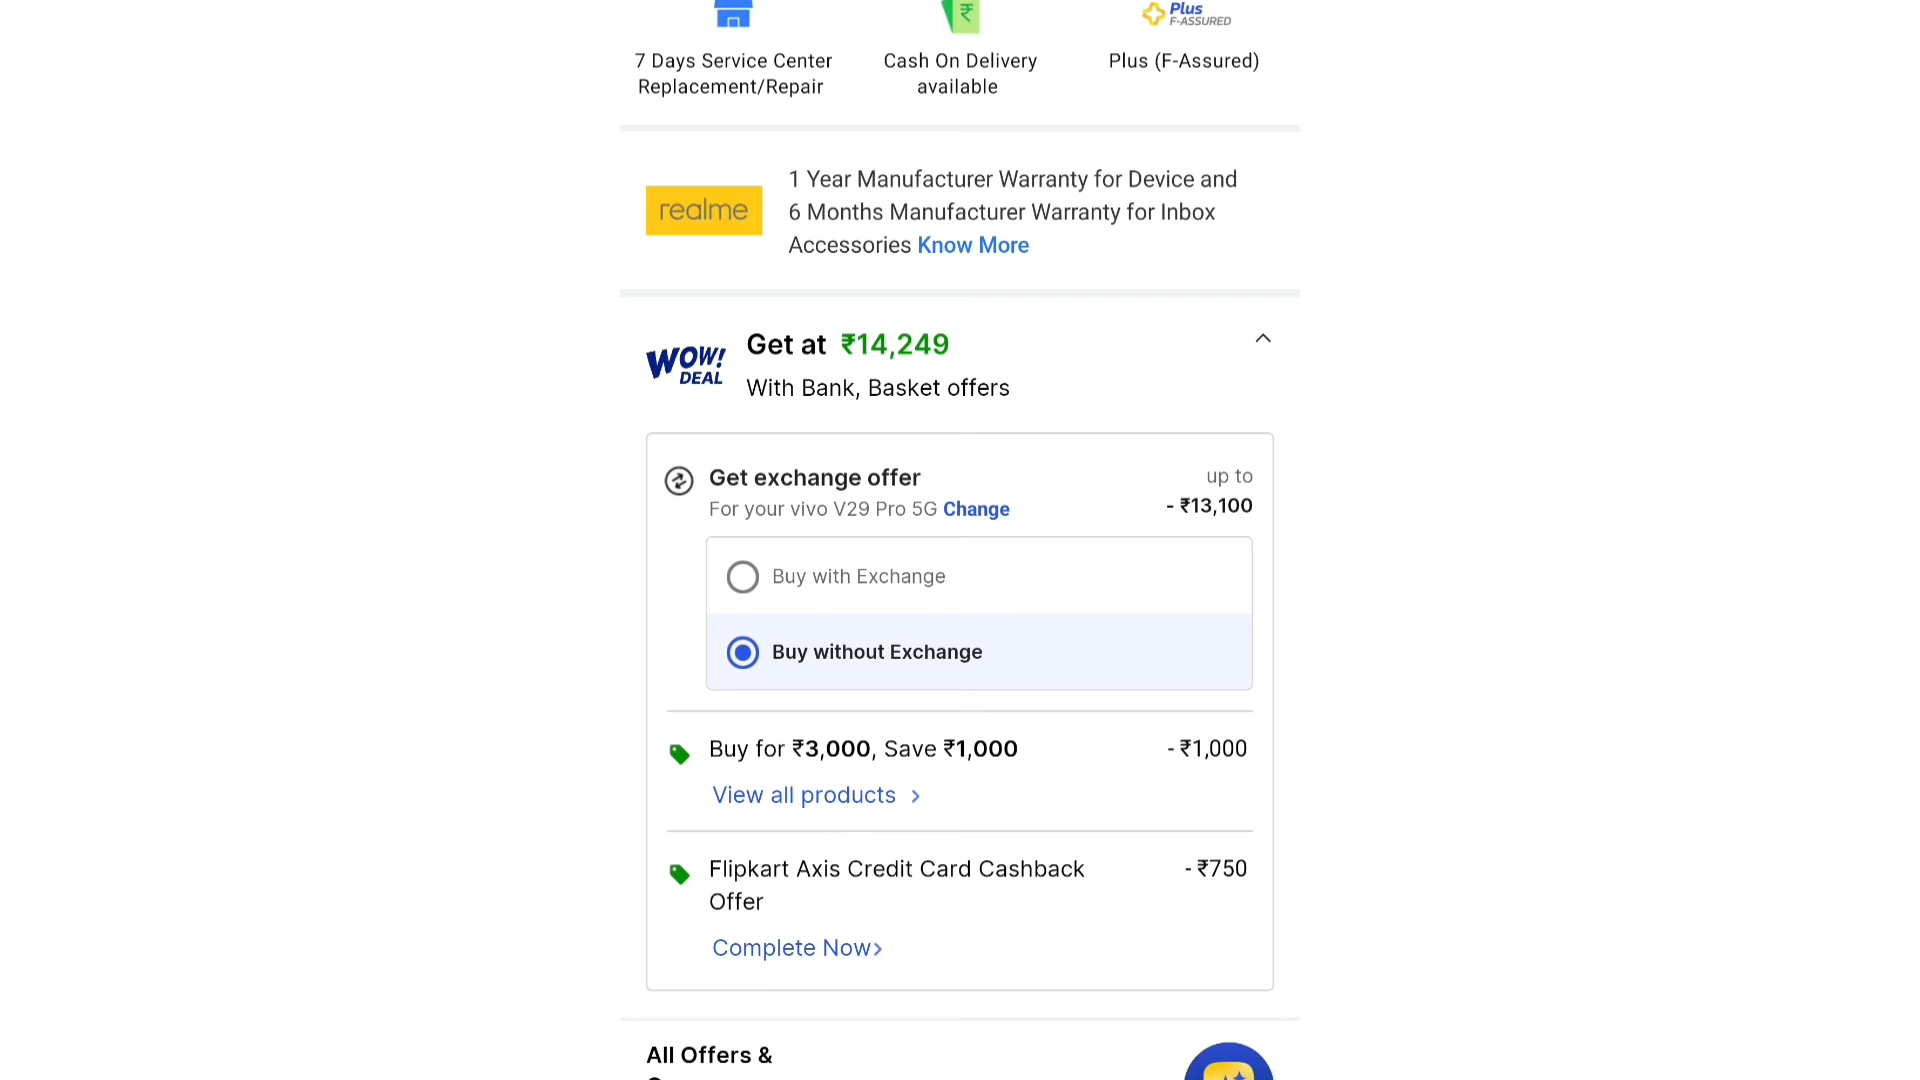 Plus
F-ASSURED
7 Days Service Center
Replacement/Repair
Cash On Delivery
available
Plus (F-Assured)
realme
1 Year Manufacturer Warranty for Device and
6 Months Manufacturer Warranty for Inbox
Accessories Know More
WOW!
DEAL
Get at ₹14,249
With Bank, Basket offers
Get exchange offer
up to
For your vivo V29 Pro 5G Change
- ₹13,100
Buy with Exchange
Buy without Exchange
Buy for ₹3,000, Save ₹1,000
- ₹1,000
View all products >
Flipkart Axis Credit Card Cashback
Offer
- ₹750
Complete Now>
All Offers &